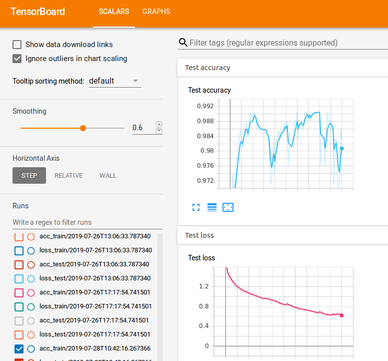 TensorBoard
SCALARS
GRAPHS
Show data download links
Ignore outliers in chart scaling
Tooltip sorting method:
default
Smoothing
0.6
Horizontal Axis
STEP
RELATIVE
WALL
Runs
Write a regex to filter runs
acc_train/2019-07-26T13:06:33.787340
loss_train/2019-07-26T13:06:33.787340
acc_test/2019-07-26T13:06:33.787340
loss_test/2019-07-26T13:06:33.787340
acc_train/2019-07-26T17:17:54.741501
loss_train/2019-07-26T17:17:54.741501
acc_test/2019-07-26T17:17:54.741501
loss_test/2019-07-26T17:17:54.741501
acc_train/2019-07-28T10:42:16.267366
Filter tags (regular expressions supported)
Test accuracy
Test accuracy
0.992
0.988
0.984
0.98
0.976
0.972
Test loss
Test loss
1.2
0.8
0.4
0